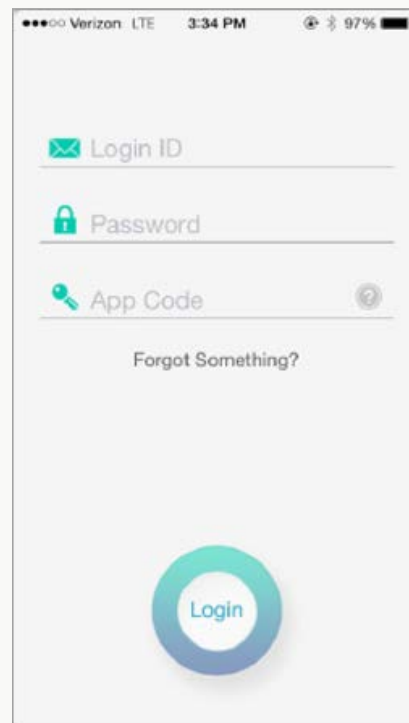 Verizon LTE 3:34 PM 97%
Login ID
Password
App Code ?
Forgot Something?
Login